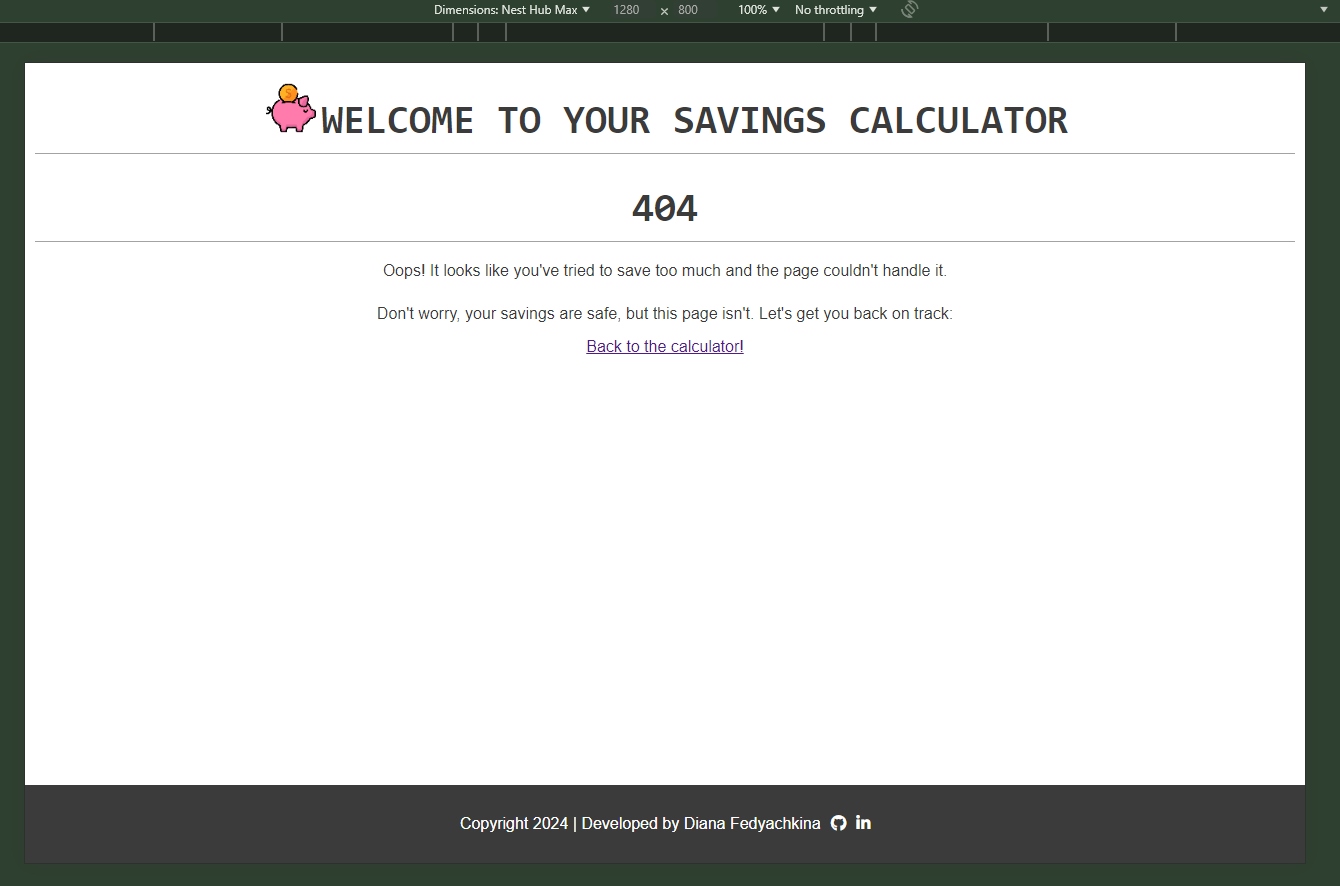 Dimensions: Nest Hub Max 1280 × 800 100% No throttling
WELCOME TO YOUR SAVINGS CALCULATOR
404
Oops! It looks like you've tried to save too much and the page couldn't handle it.
Don't worry, your savings are safe, but this page isn't. Let's get you back on track:
Back to the calculator!
Copyright 2024 | Developed by Diana Fedyachkina